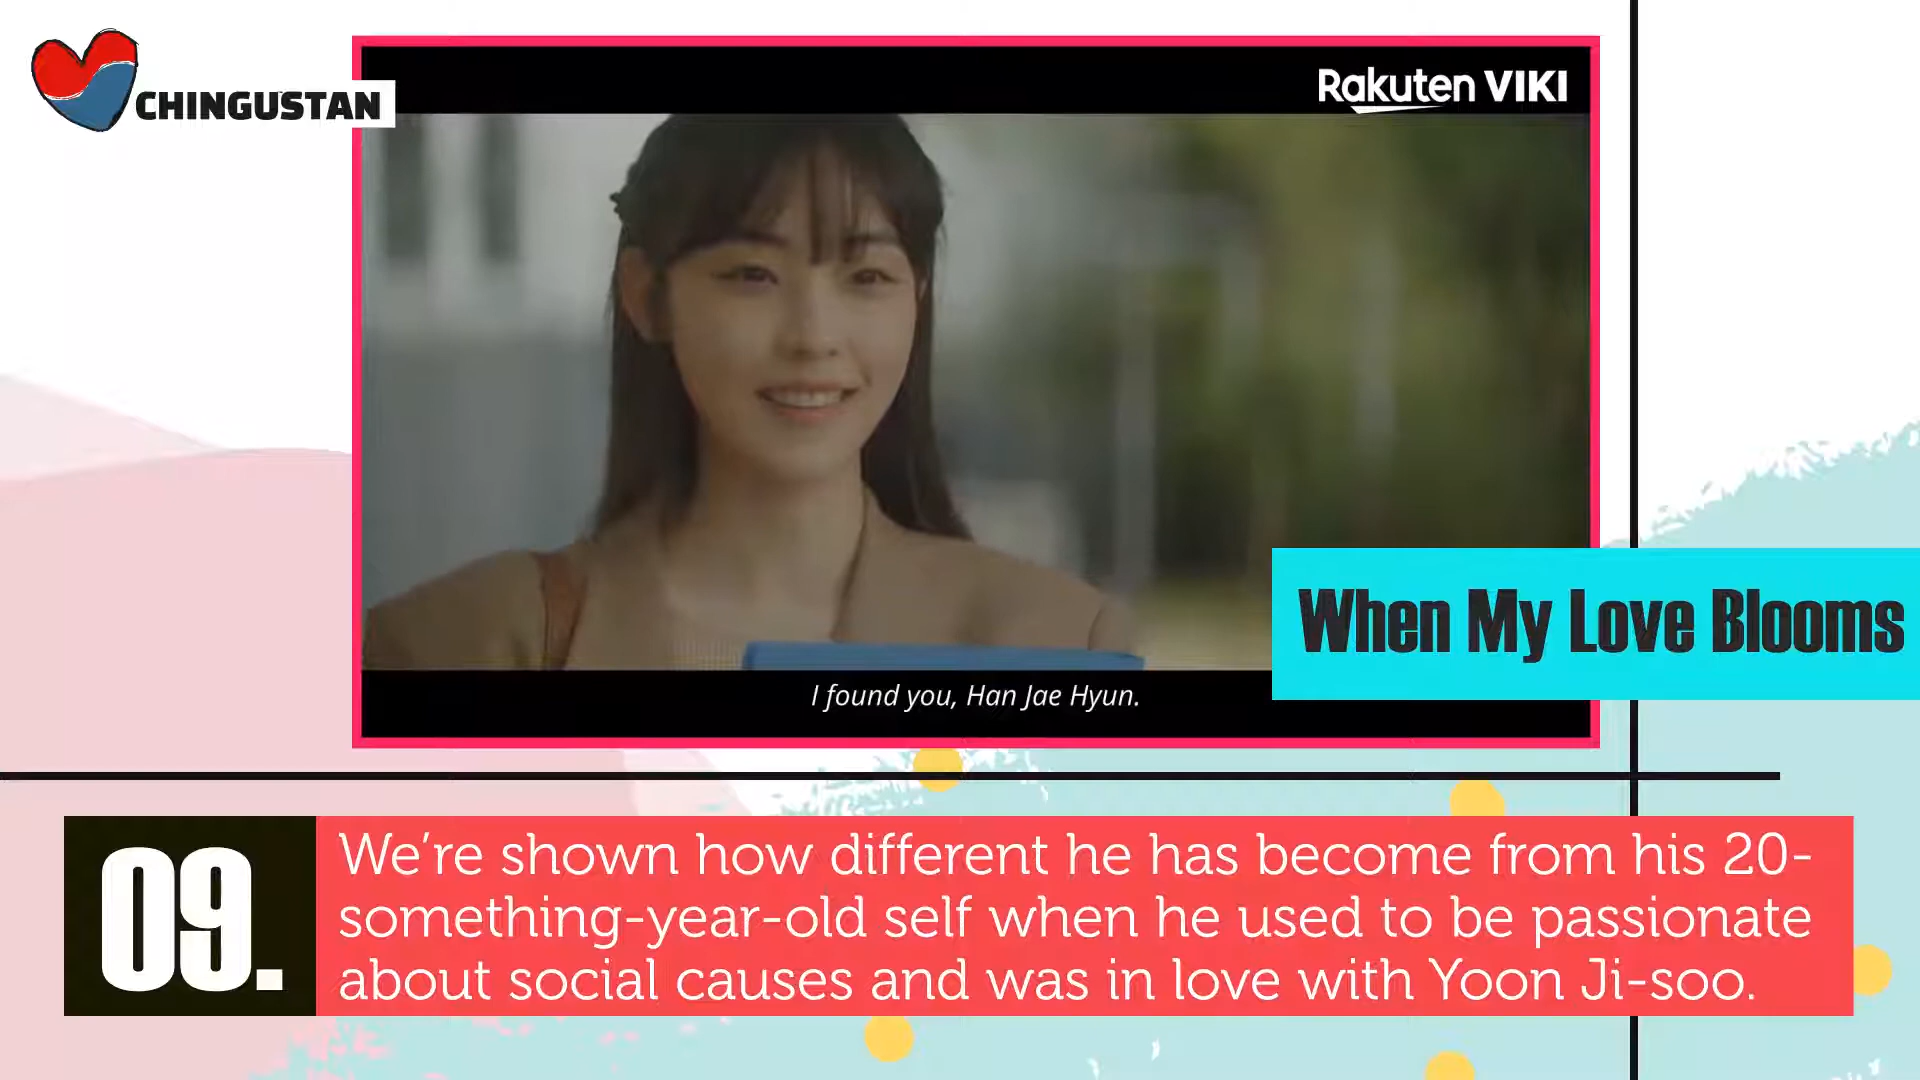 CHINGUSTAN
Rakuten VIKI
When My Love Blooms
I found you, Han Jae Hyun.
09.
We’re shown how different he has become from his 20-
something-year-old self when he used to be passionate
about social causes and was in love with Yoon Ji-soo.